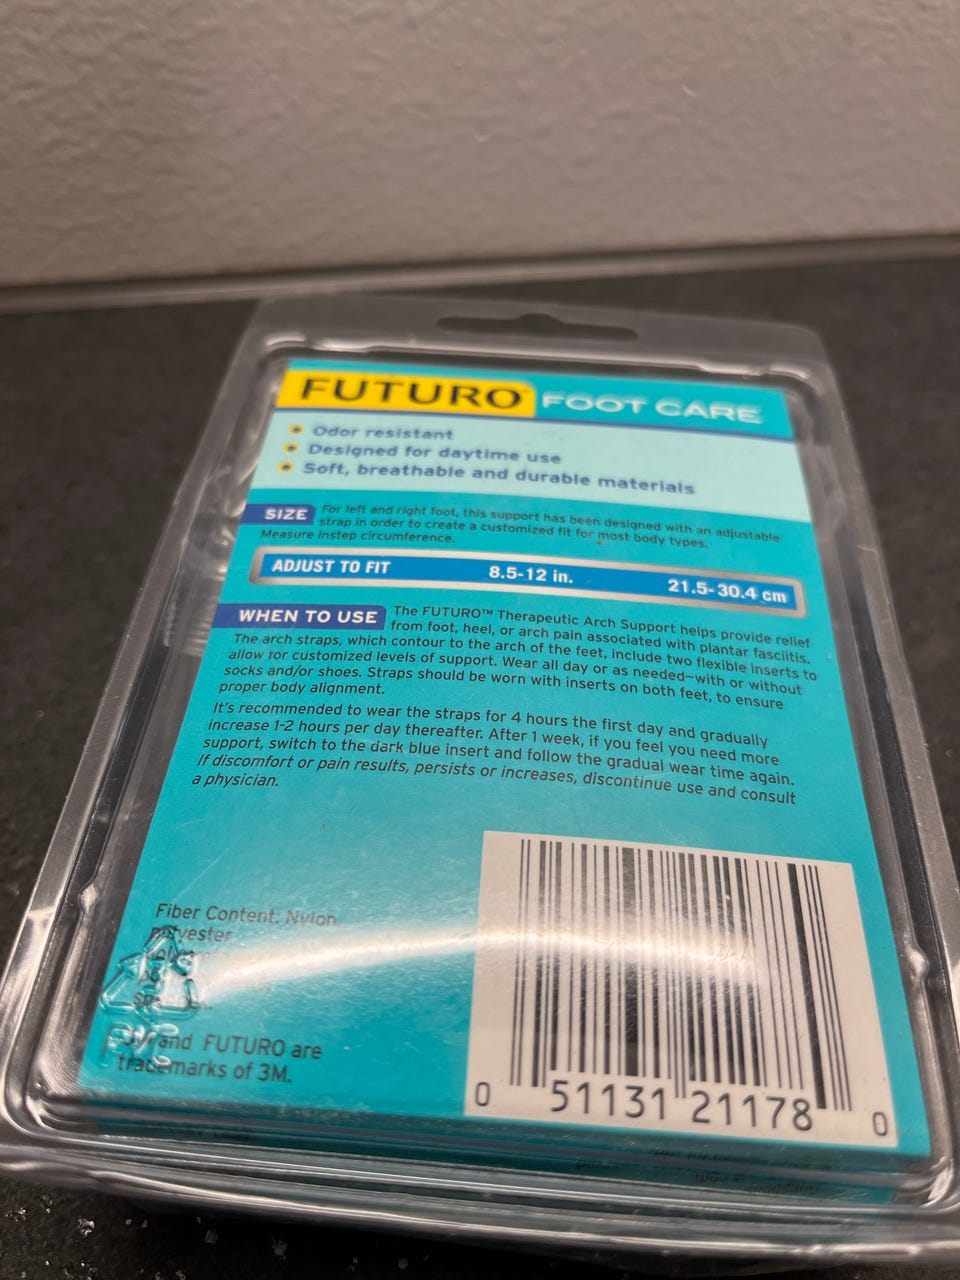 FUTURO™ FOOT CARE
Odor resistant
Designed for daytime use
Soft, breathable and durable materials
SIZE For left and right foot, this support has been designed with an adjustable
strap in order to create a customized fit for most body types.
Measure instep circumference.
ADJUST TO FIT 8.5-12 in. 21.5-30.4 cm
WHEN TO USE The FUTURO™ Therapeutic Arch Support helps provide relief
from foot, heel, or arch pain associated with plantar fasciitis.
The arch straps, which contour to the arch of the feet, include two flexible inserts to
allow for customized levels of support. Wear all day or as needed—with or without
socks and/or shoes. Straps should be worn with inserts on both feet, to ensure
proper body alignment.
It's recommended to wear the straps for 4 hours the first day and gradually
increase 1-2 hours per day thereafter. After 1 week, if you feel you need more
support, switch to the dark blue insert and follow the gradual wear time again.
If discomfort or pain results, persists or increases, discontinue use and consult
a physician.
Fiber Content: Nylon
polyester
and FUTURO are
trademarks of 3M.
0 51131 21178 0